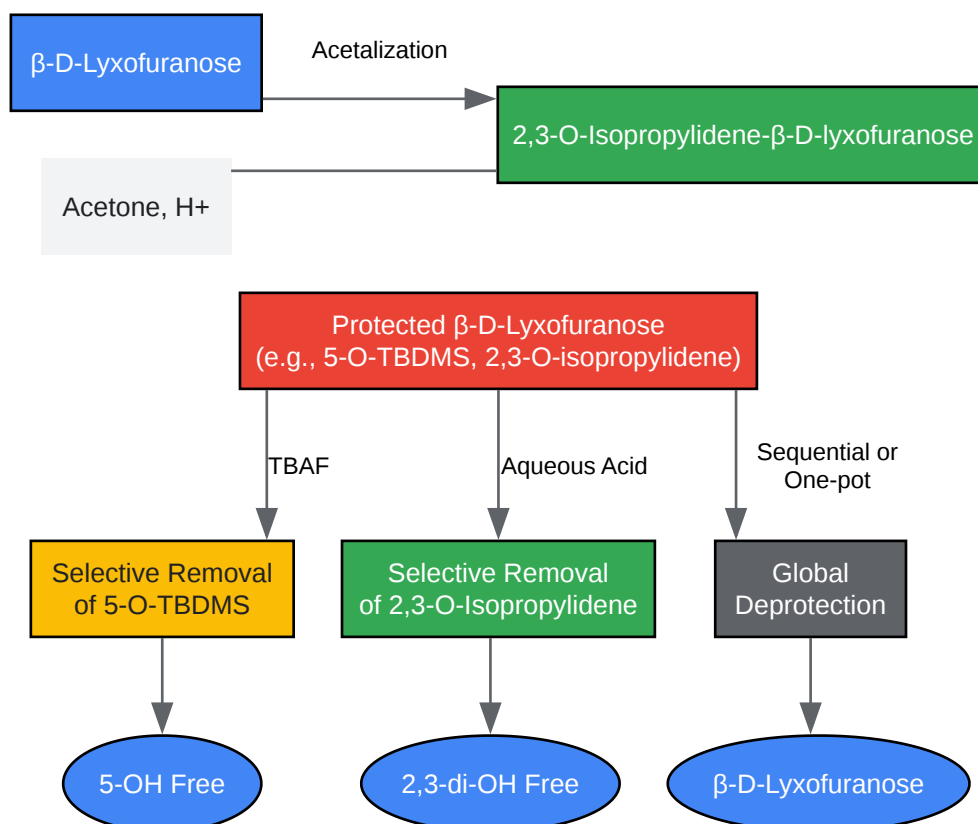 β-D-Lyxofuranose
Acetalization
2,3-O-Isopropylidene-β-D-lyxofuranose
Acetone, H+
Protected β-D-Lyxofuranose
(e.g., 5-O-TBDMS, 2,3-O-isopropylidene)
TBAF
Aqueous Acid
Sequential or
One-pot
Selective Removal
of 5-O-TBDMS
Selective Removal
of 2,3-O-Isopropylidene
Global
Deprotection
5-OH Free
2,3-di-OH Free
β-D-Lyxofuranose